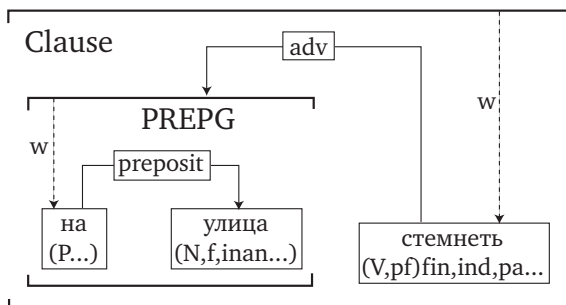 Clause
adv
w
PREPG
w
preposit
на
(P...)
улица
(N,f,inan...)
стемнеть
(V,pf)fin,ind,pa...